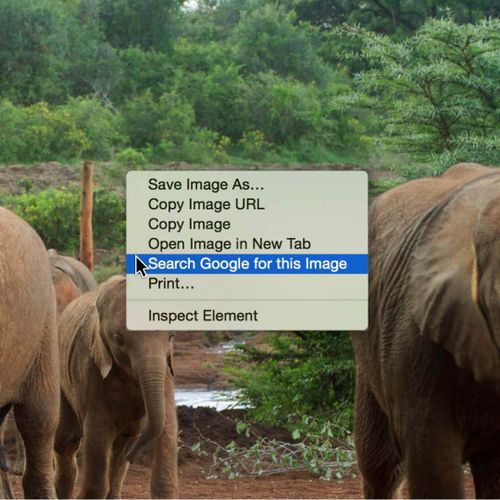 Save Image As...
Copy Image URL
Copy Image
Open Image in New Tab
Search Google for this Image
Print...
Inspect Element